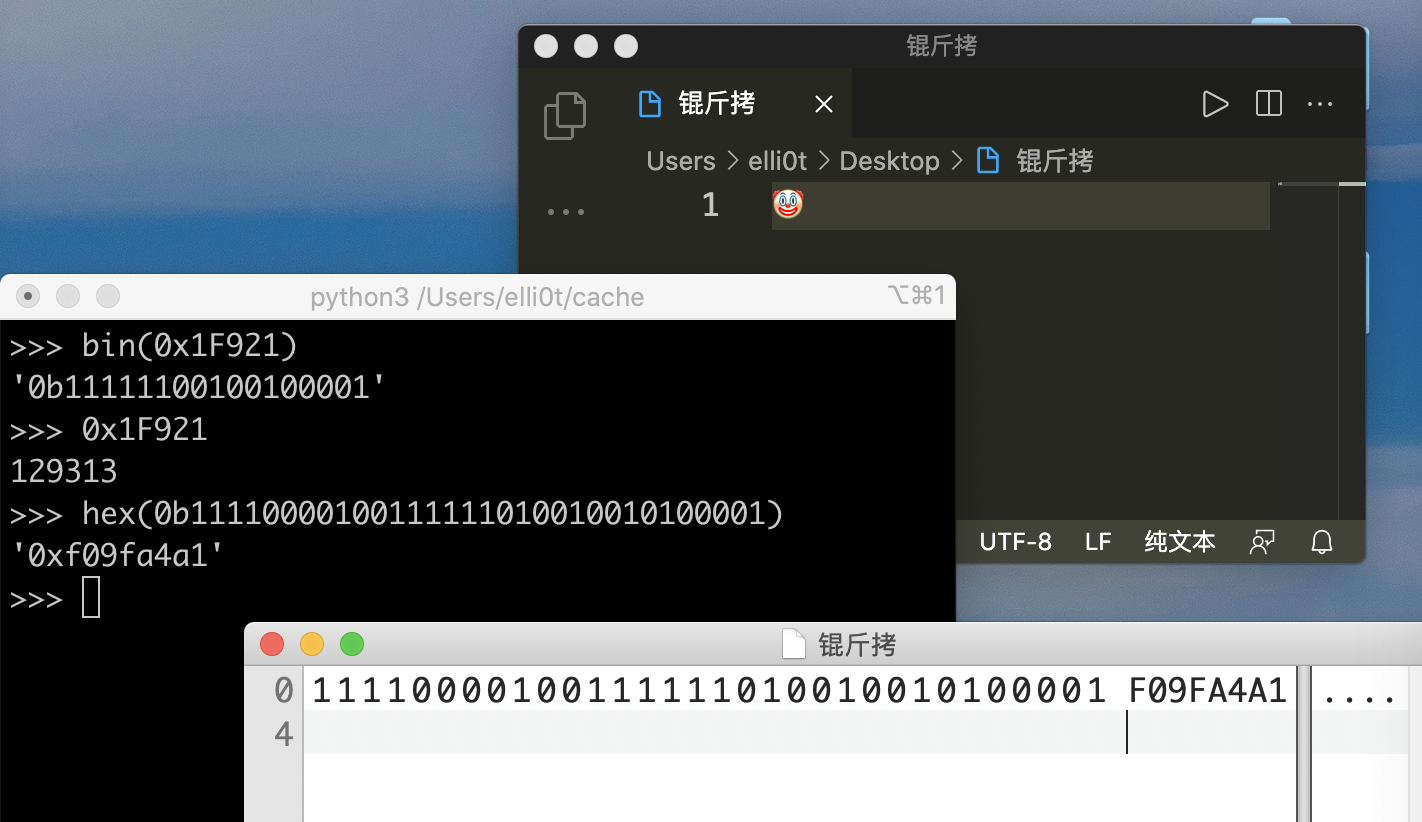 锟斤拷
锟斤拷
Users > elli0t > Desktop > 锟斤拷
1 🤡
UTF-8 LF 纯文本
python3 /Users/elli0t/cache ⌥⌘1
>>> bin(0x1F921)
'0b11111100100100001'
>>> 0x1F921
129313
>>> hex(0b11110000100111111010010010100001)
'0xf09fa4a1'
>>>
锟斤拷
0 11110000100111111010010010100001 F09FA4A1 ....
4